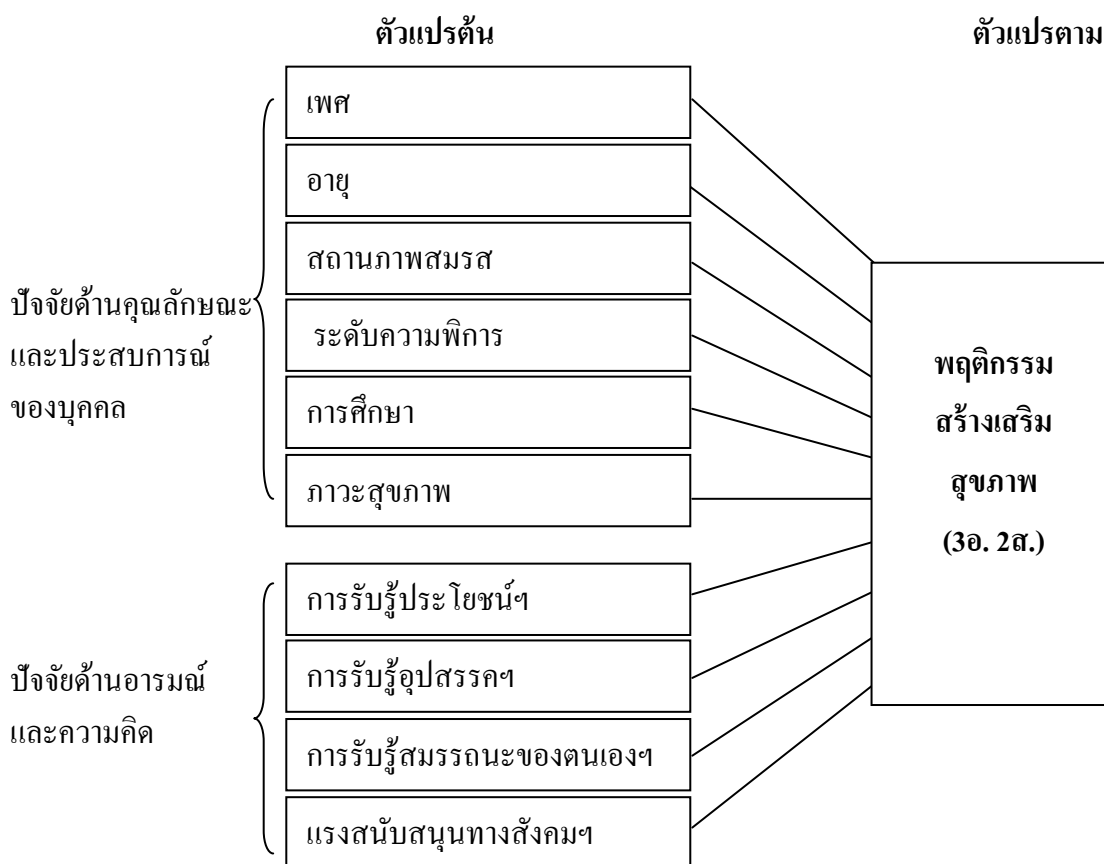 ตัวแปรต้น
ตัวแปรตาม
ปัจจัยด้านคุณลักษณะ
และประสบการณ์
ของบุคคล
เพศ
อายุ
สถานภาพสมรส
ระดับความพิการ
การศึกษา
ภาวะสุขภาพ
ปัจจัยด้านอารมณ์
และความคิด
การรับรู้ประโยชน์ฯ
การรับรู้อุปสรรคฯ
การรับรู้สมรรถนะของตนเองฯ
แรงสนับสนุนทางสังคมฯ
พฤติกรรม
สร้างเสริม
สุขภาพ
(3อ. 2ส.)